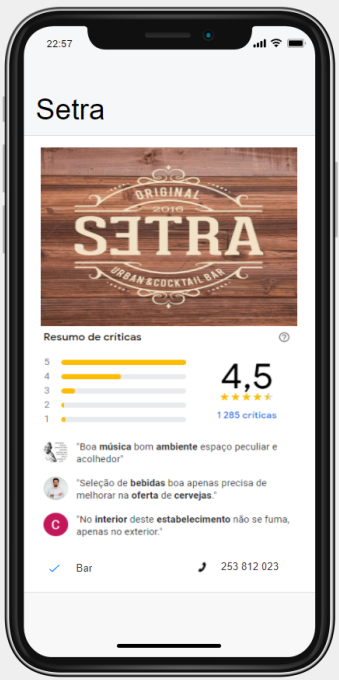 22:57
Setra
ORIGINAL
2016
SETRA
URBAN & COCKTAIL BAR
Resumo de críticas
5
4
3
2
1
4,5
1 285 críticas
"Boa música bom ambiente espaço peculiar e
acolhedor"
"Seleção de bebidas boa apenas precisa de
melhorar na oferta de cervejas."
C
"No interior deste estabelecimento não se fuma,
apenas no exterior."
Bar
253 812 023